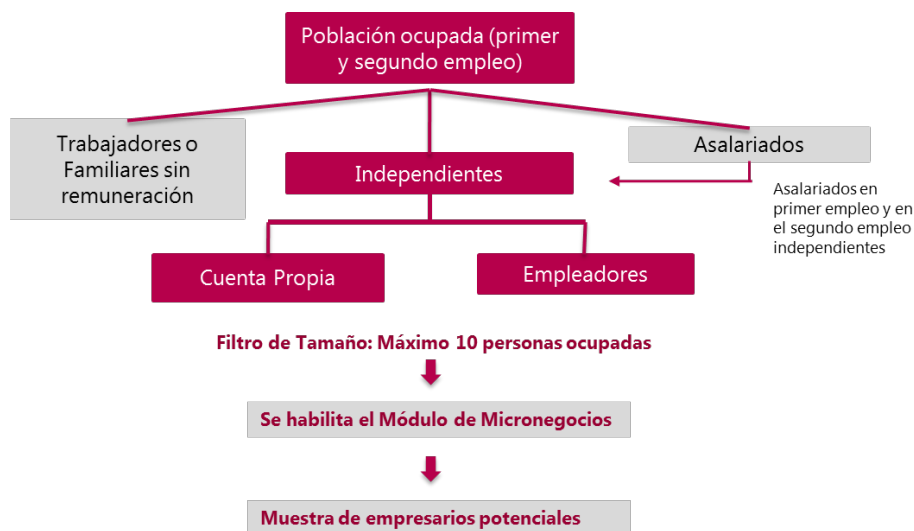 Población ocupada (primer
y segundo empleo)
Trabajadores o
Familiares sin
remuneración
Independientes
Asalariados
Asalariados en
primer empleo y en
el segundo empleo
independientes
Cuenta Propia
Empleadores
Filtro de Tamaño: Máximo 10 personas ocupadas
Se habilita el Módulo de Micronegocios
Muestra de empresarios potenciales